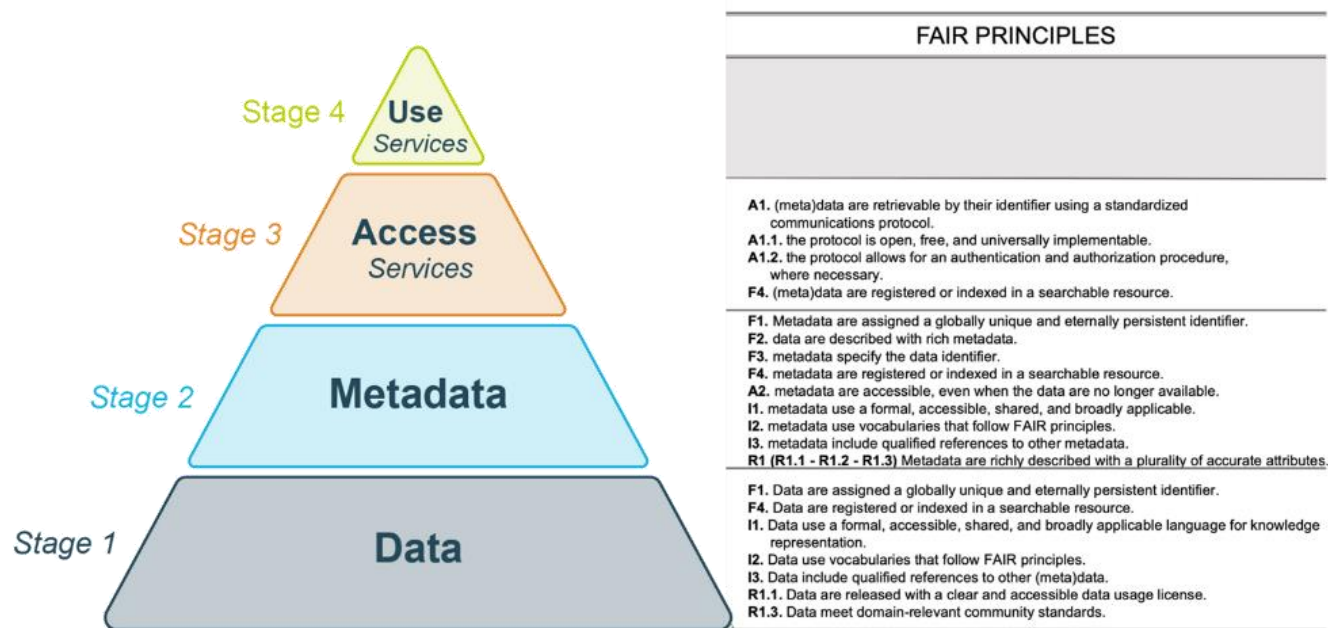 FAIR PRINCIPLES
Stage 4
Use
Services
Stage 3
Access
Services
A1. (meta)data are retrievable by their identifier using a standardized
communications protocol.
A1.1. the protocol is open, free, and universally implementable.
A1.2. the protocol allows for an authentication and authorization procedure,
where necessary.
F4. (meta)data are registered or indexed in a searchable resource.
Stage 2
Metadata
F1. Metadata are assigned a globally unique and eternally persistent identifier.
F2. data are described with rich metadata.
F3. metadata specify the data identifier.
F4. metadata are registered or indexed in a searchable resource.
A2. metadata are accessible, even when the data are no longer available.
I1. metadata use a formal, accessible, shared, and broadly applicable.
I2. metadata use vocabularies that follow FAIR principles.
I3. metadata include qualified references to other metadata.
R1 (R1.1 - R1.2 - R1.3) Metadata are richly described with a plurality of accurate attributes.
Stage 1
Data
F1. Data are assigned a globally unique and eternally persistent identifier.
F4. Data are registered or indexed in a searchable resource.
I1. Data use a formal, accessible, shared, and broadly applicable language for knowledge
representation.
I2. Data use vocabularies that follow FAIR principles.
I3. Data include qualified references to other (meta)data.
R1.1. Data are released with a clear and accessible data usage license.
R1.3. Data meet domain-relevant community standards.